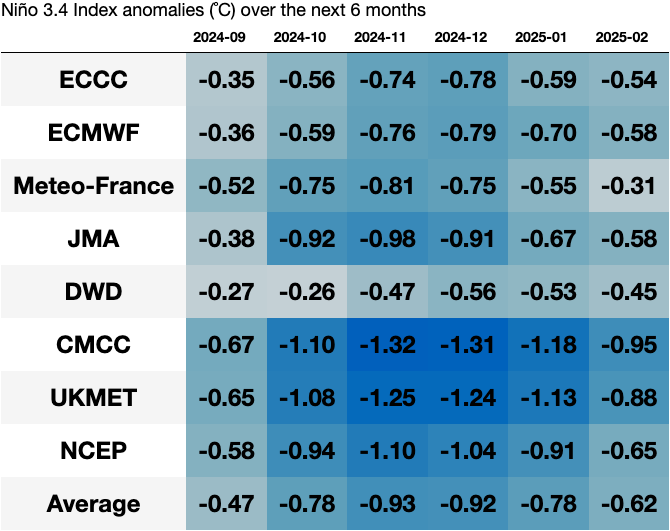 Niño 3.4 Index anomalies (°C) over the next 6 months
2024-09 2024-10 2024-11 2024-12 2025-01 2025-02
ECCC -0.35 -0.56 -0.74 -0.78 -0.59 -0.54
ECMWF -0.36 -0.59 -0.76 -0.79 -0.70 -0.58
Meteo-France -0.52 -0.75 -0.81 -0.75 -0.55 -0.31
JMA -0.38 -0.92 -0.98 -0.91 -0.67 -0.58
DWD -0.27 -0.26 -0.47 -0.56 -0.53 -0.45
CMCC -0.67 -1.10 -1.32 -1.31 -1.18 -0.95
UKMET -0.65 -1.08 -1.25 -1.24 -1.13 -0.88
NCEP -0.58 -0.94 -1.10 -1.04 -0.91 -0.65
Average -0.47 -0.78 -0.93 -0.92 -0.78 -0.62